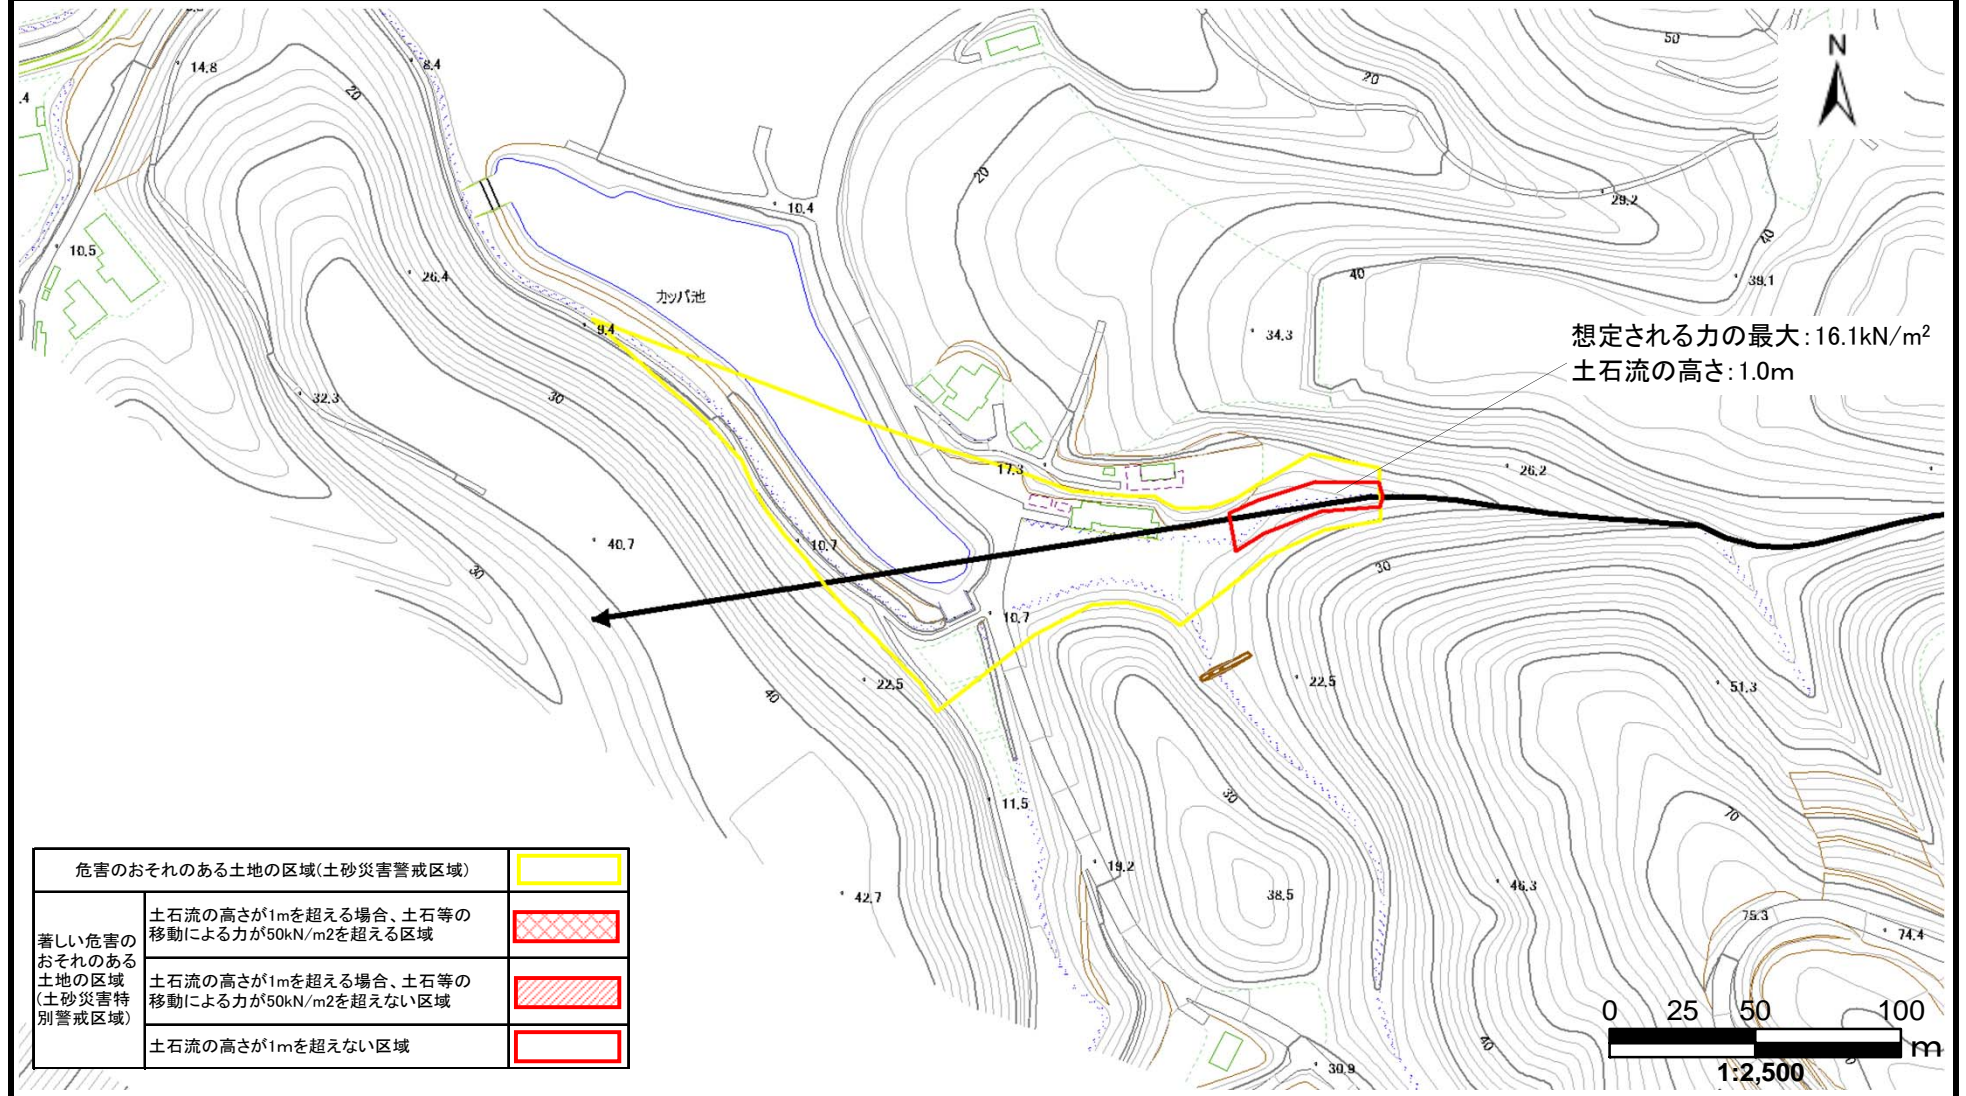 14.8
8.4
20
.4
50
20
N
29.2
40
39.1
10.4
20
10.5
26.4
カッパ池
9.4
40
34.3
想定される力の最大:16.1kN/m²
土石流の高さ:1.0m
32.3
30
17.3
26.2
40.7
10.7
30
30
10.7
22.5
22.5
51.3
40
11.5
30
70
19.2
42.7
38.5
46.3
75.3
74.4
40
30.9
危害のおそれのある土地の区域(土砂災害警戒区域)
著しい危害の
おそれのある
土地の区域
(土砂災害特
別警戒区域)
土石流の高さが1mを超える場合、土石等の
移動による力が50kN/m2を超える区域
土石流の高さが1mを超える場合、土石等の
移動による力が50kN/m2を超えない区域
土石流の高さが1mを超えない区域
0 25 50 100
m
1:2,500